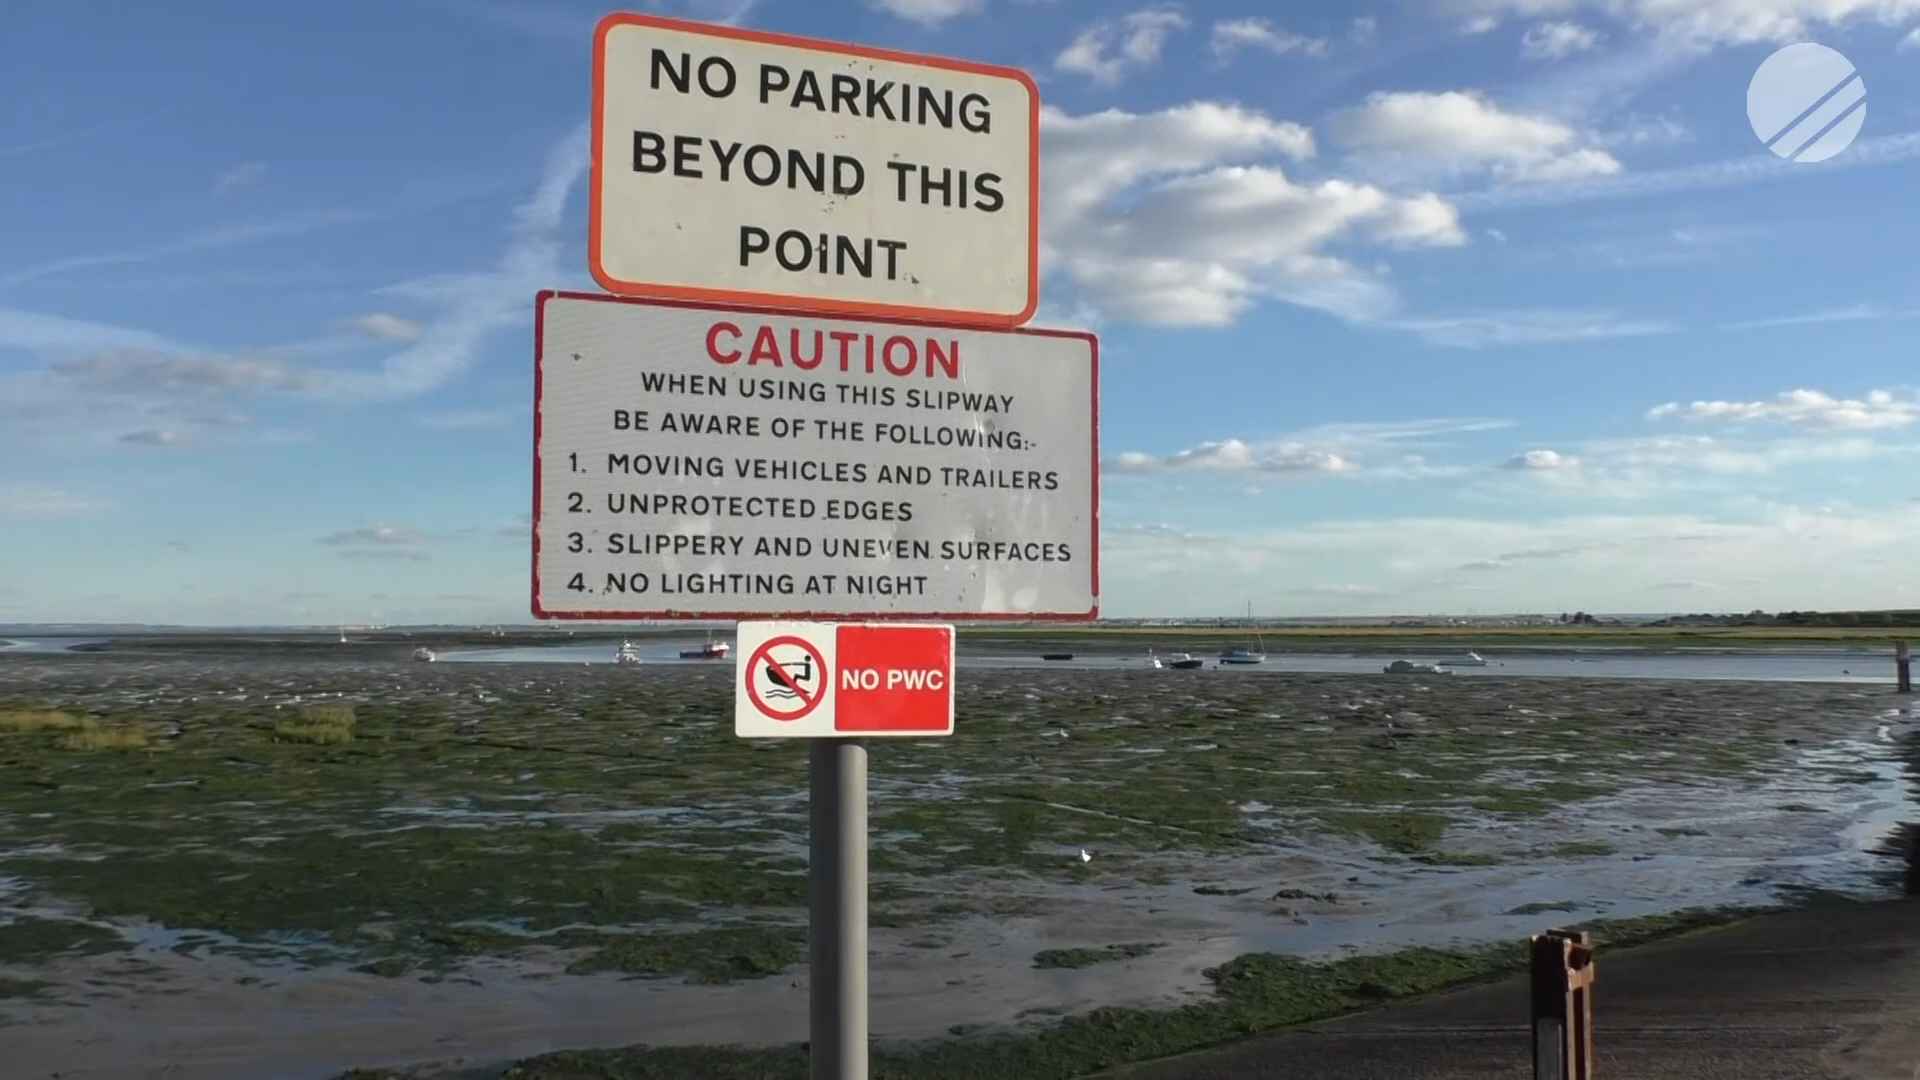 NO PARKING
BEYOND THIS
POINT
CAUTION
WHEN USING THIS SLIPWAY
BE AWARE OF THE FOLLOWING:-
1. MOVING VEHICLES AND TRAILERS
2. UNPROTECTED EDGES
3. SLIPPERY AND UNEVEN SURFACES
4. NO LIGHTING AT NIGHT
NO PWC